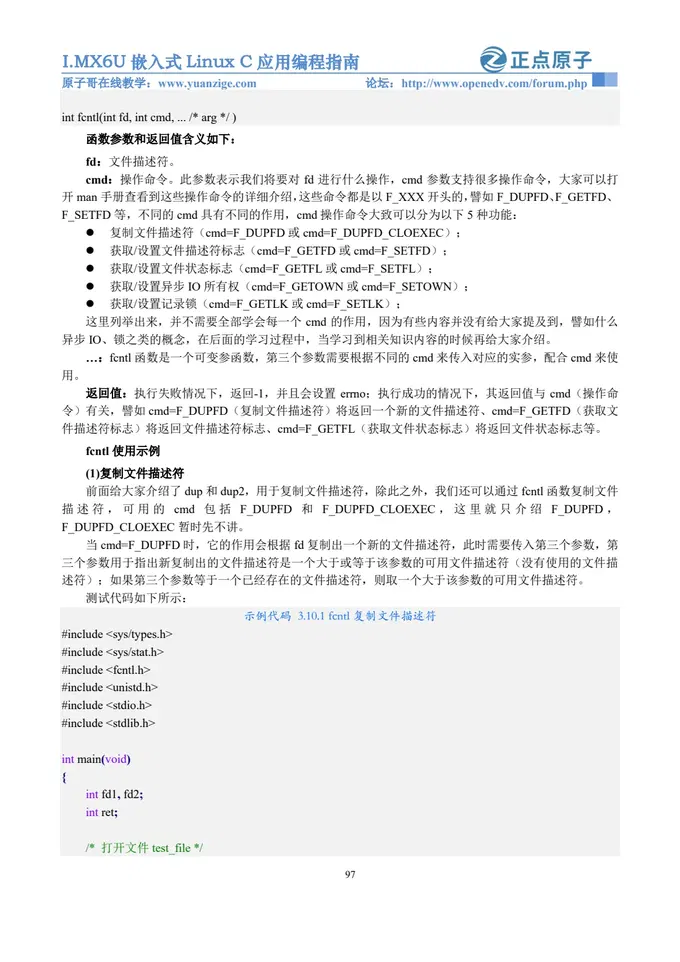 I.MX6U 嵌入式 Linux C 应用编程指南
正点原子
原子哥在线教学：www.yuanzige.com 论坛：http://www.openedv.com/forum.php
int fcntl(int fd, int cmd, ... /* arg */ )
函数参数和返回值含义如下：
fd：文件描述符。
cmd：操作命令。此参数表示我们将要对 fd 进行什么操作，cmd 参数支持很多操作命令，大家可以打
开 man 手册查看到这些操作命令的详细介绍，这些命令都是以 F_XXX 开头的，譬如 F_DUPFD、F_GETFD、
F_SETFD 等，不同的 cmd 具有不同的作用，cmd 操作命令大致可以分为以下 5 种功能：
● 复制文件描述符（cmd=F_DUPFD 或 cmd=F_DUPFD_CLOEXEC）；
● 获取/设置文件描述符标志（cmd=F_GETFD 或 cmd=F_SETFD）；
● 获取/设置文件状态标志（cmd=F_GETFL 或 cmd=F_SETFL）；
● 获取/设置异步 IO 所有权（cmd=F_GETOWN 或 cmd=F_SETOWN）；
● 获取/设置记录锁（cmd=F_GETLK 或 cmd=F_SETLK）；
这里列举出来，并不需要全部学会每一个 cmd 的作用，因为有些内容并没有给大家提及到，譬如什么
异步 IO、锁之类的概念，在后面的学习过程中，当学习到相关知识内容的时候再给大家介绍。
…：fcntl 函数是一个可变参函数，第三个参数需要根据不同的 cmd 来传入对应的实参，配合 cmd 来使
用。
返回值：执行失败情况下，返回-1，并且会设置 errno；执行成功的情况下，其返回值与 cmd（操作命
令）有关，譬如 cmd=F_DUPFD（复制文件描述符）将返回一个新的文件描述符、cmd=F_GETFD（获取文
件描述符标志）将返回文件描述符标志、cmd=F_GETFL（获取文件状态标志）将返回文件状态标志等。
fcntl 使用示例
(1)复制文件描述符
前面给大家介绍了 dup 和 dup2，用于复制文件描述符，除此之外，我们还可以通过 fcntl 函数复制文件
描述符，可用的 cmd 包括 F_DUPFD 和 F_DUPFD_CLOEXEC，这里就只介绍 F_DUPFD，
F_DUPFD_CLOEXEC 暂时先不讲。
当 cmd=F_DUPFD 时，它的作用会根据 fd 复制出一个新的文件描述符，此时需要传入第三个参数，第
三个参数用于指出新复制出的文件描述符是一个大于或等于该参数的可用文件描述符（没有使用的文件描
述符）；如果第三个参数等于一个已经存在的文件描述符，则取一个大于该参数的可用文件描述符。
测试代码如下所示：
示例代码 3.10.1 fcntl 复制文件描述符
#include <sys/types.h>
#include <sys/stat.h>
#include <fcntl.h>
#include <unistd.h>
#include <stdio.h>
#include <stdlib.h>
int main(void)
{
int fd1, fd2;
int ret;
/* 打开文件 test_file */
97